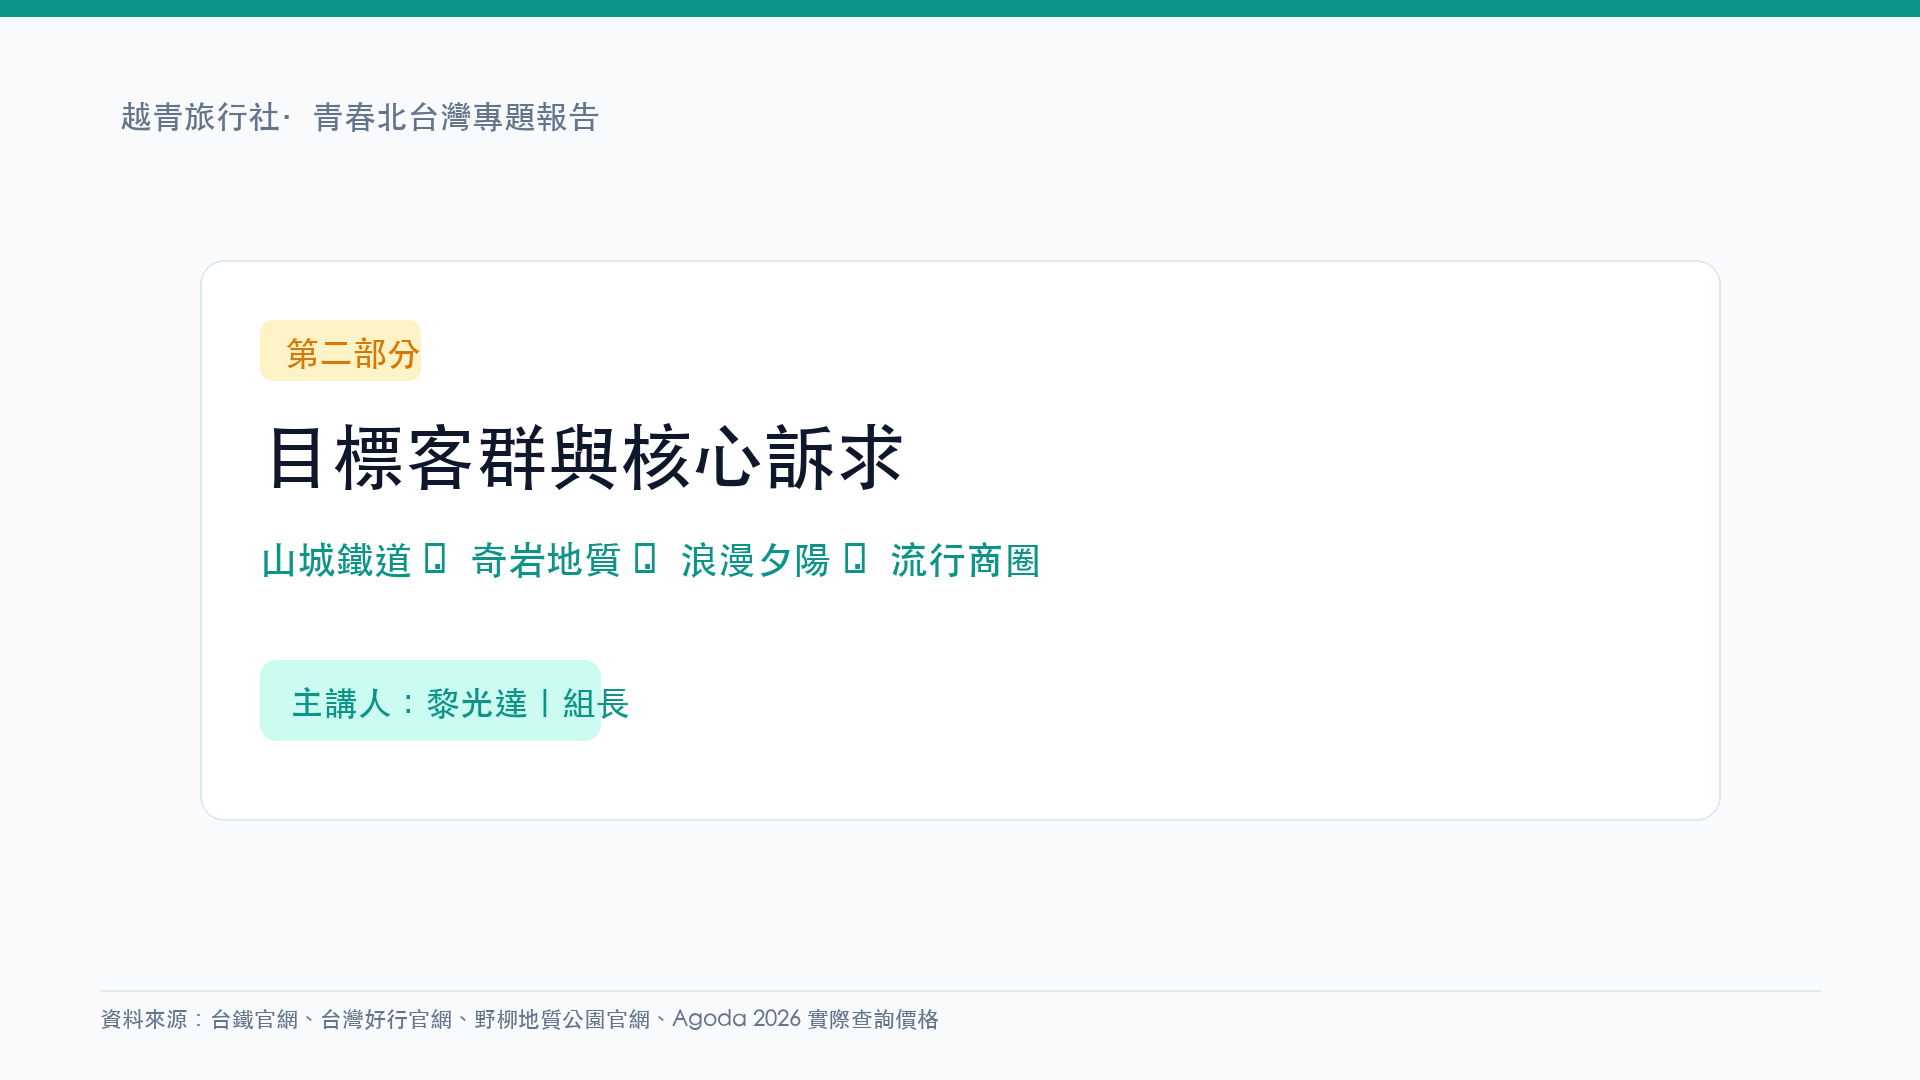 越青旅行社· 青春北台灣專題報告
第二部分
目標客群與核心訴求
山城鐵道 奇岩地質 浪漫夕陽 流行商圈
主講人：黎光達丨組長
資料來源：台鐵官網、台灣好行官網、野柳地質公園官網、Agoda 2026 實際查詢價格